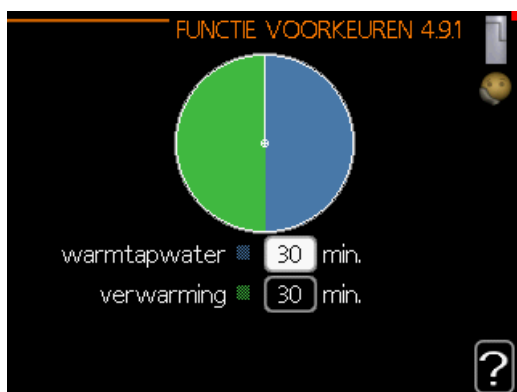 FUNCTIE VOORKEUREN 4.9.1
warmtapwater 30 min.
verwarming 30 min.
?